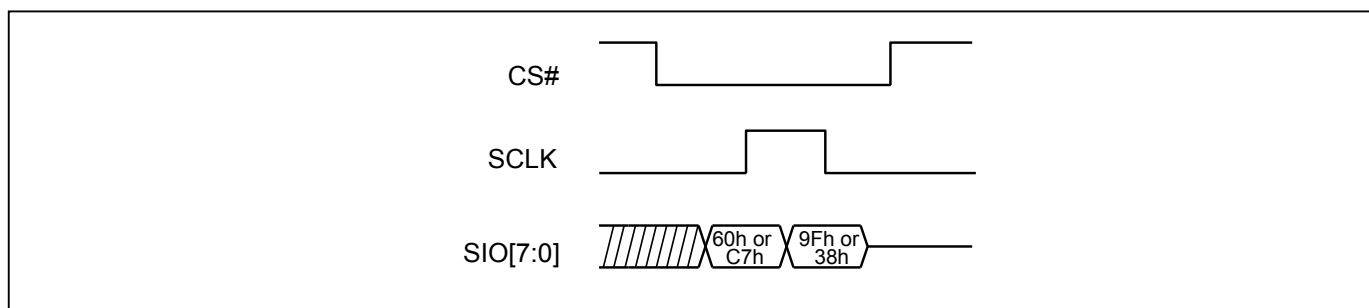 CS#
SCLK
SIO[7:0]
60h or
C7h
9Fh or
38h